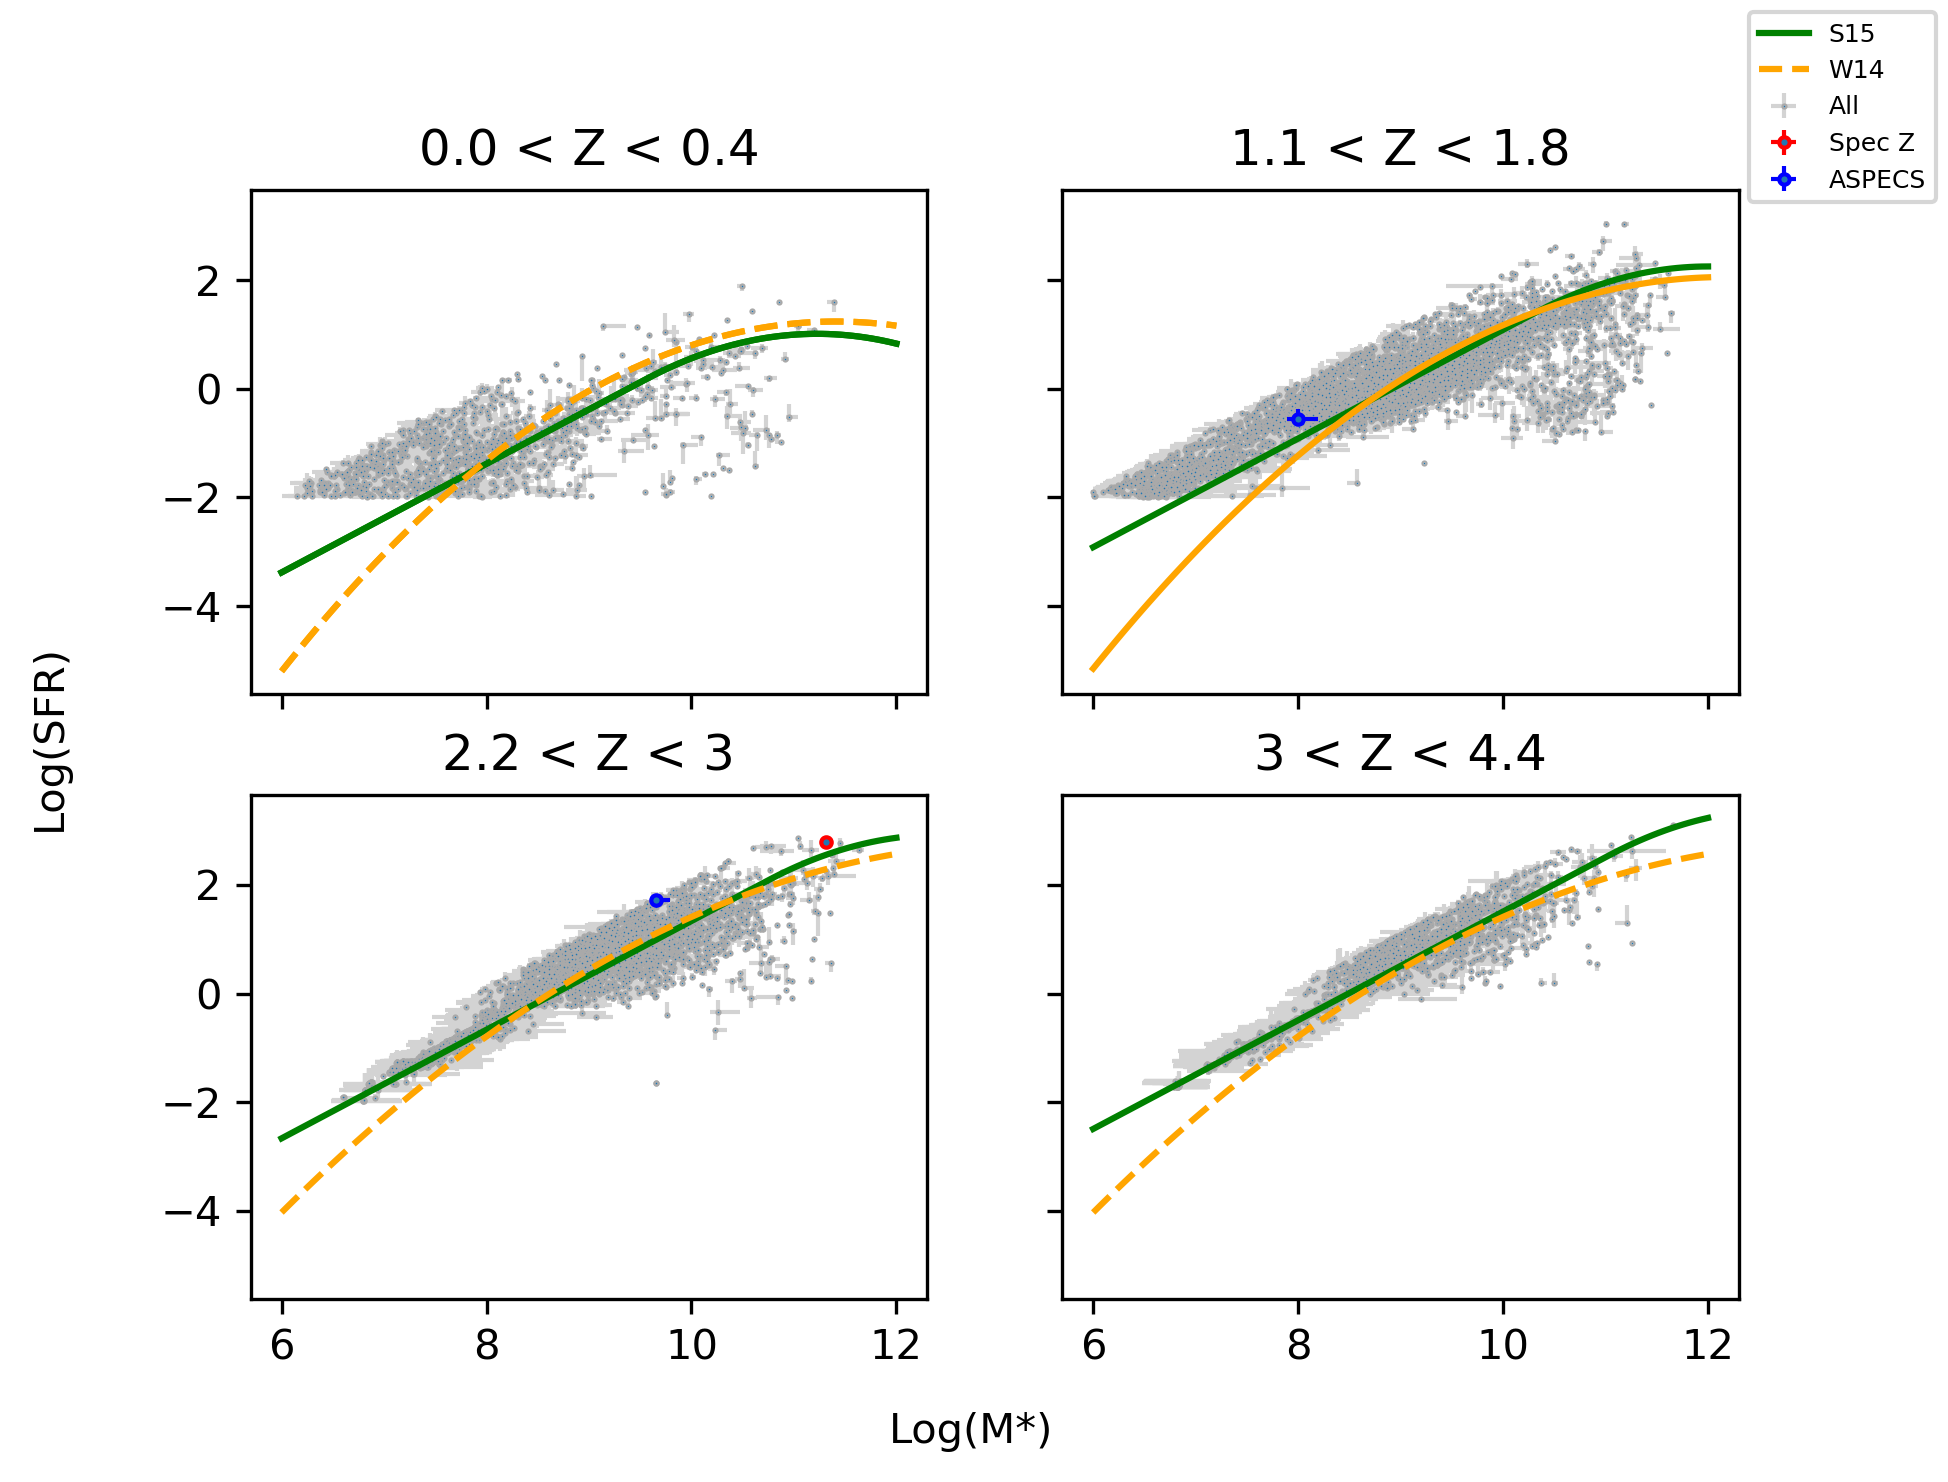 S15
W14
All
Spec Z
ASPECS
0.0 < Z < 0.4
1.1 < Z < 1.8
2
0
−2
−4
Log(SFR)
2.2 < Z < 3
3 < Z < 4.4
2
0
−2
−4
6 8 10 12
6 8 10 12
Log(M*)